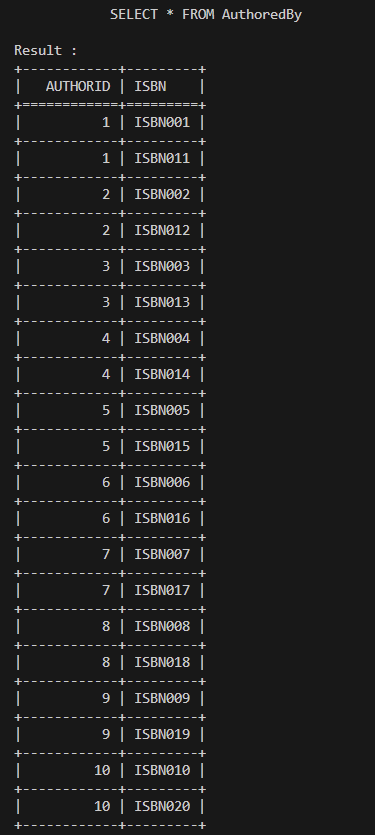 SELECT * FROM AuthoredBy
Result :
+------------+---------+
|   AUTHORID | ISBN    |
+============+=========+
|          1 | ISBN001 |
+------------+---------+
|          1 | ISBN011 |
+------------+---------+
|          2 | ISBN002 |
+------------+---------+
|          2 | ISBN012 |
+------------+---------+
|          3 | ISBN003 |
+------------+---------+
|          3 | ISBN013 |
+------------+---------+
|          4 | ISBN004 |
+------------+---------+
|          4 | ISBN014 |
+------------+---------+
|          5 | ISBN005 |
+------------+---------+
|          5 | ISBN015 |
+------------+---------+
|          6 | ISBN006 |
+------------+---------+
|          6 | ISBN016 |
+------------+---------+
|          7 | ISBN007 |
+------------+---------+
|          7 | ISBN017 |
+------------+---------+
|          8 | ISBN008 |
+------------+---------+
|          8 | ISBN018 |
+------------+---------+
|          9 | ISBN009 |
+------------+---------+
|          9 | ISBN019 |
+------------+---------+
|         10 | ISBN010 |
+------------+---------+
|         10 | ISBN020 |
+------------+---------+